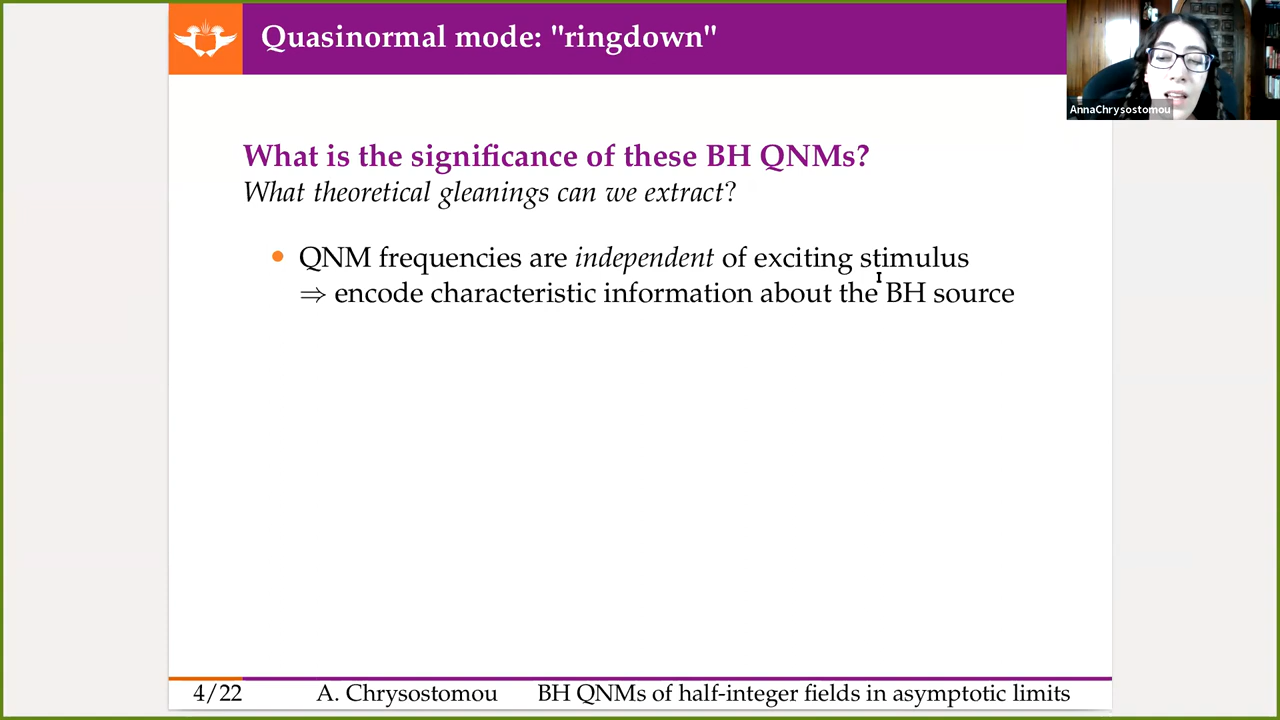 Quasinormal mode: "ringdown"
AnnaChrysostomou
What is the significance of these BH QNMs?
What theoretical gleanings can we extract?
• QNM frequencies are independent of exciting stimulus
⇒ encode characteristic information about the BH source
4/22 A. Chrysostomou BH QNMs of half-integer fields in asymptotic limits